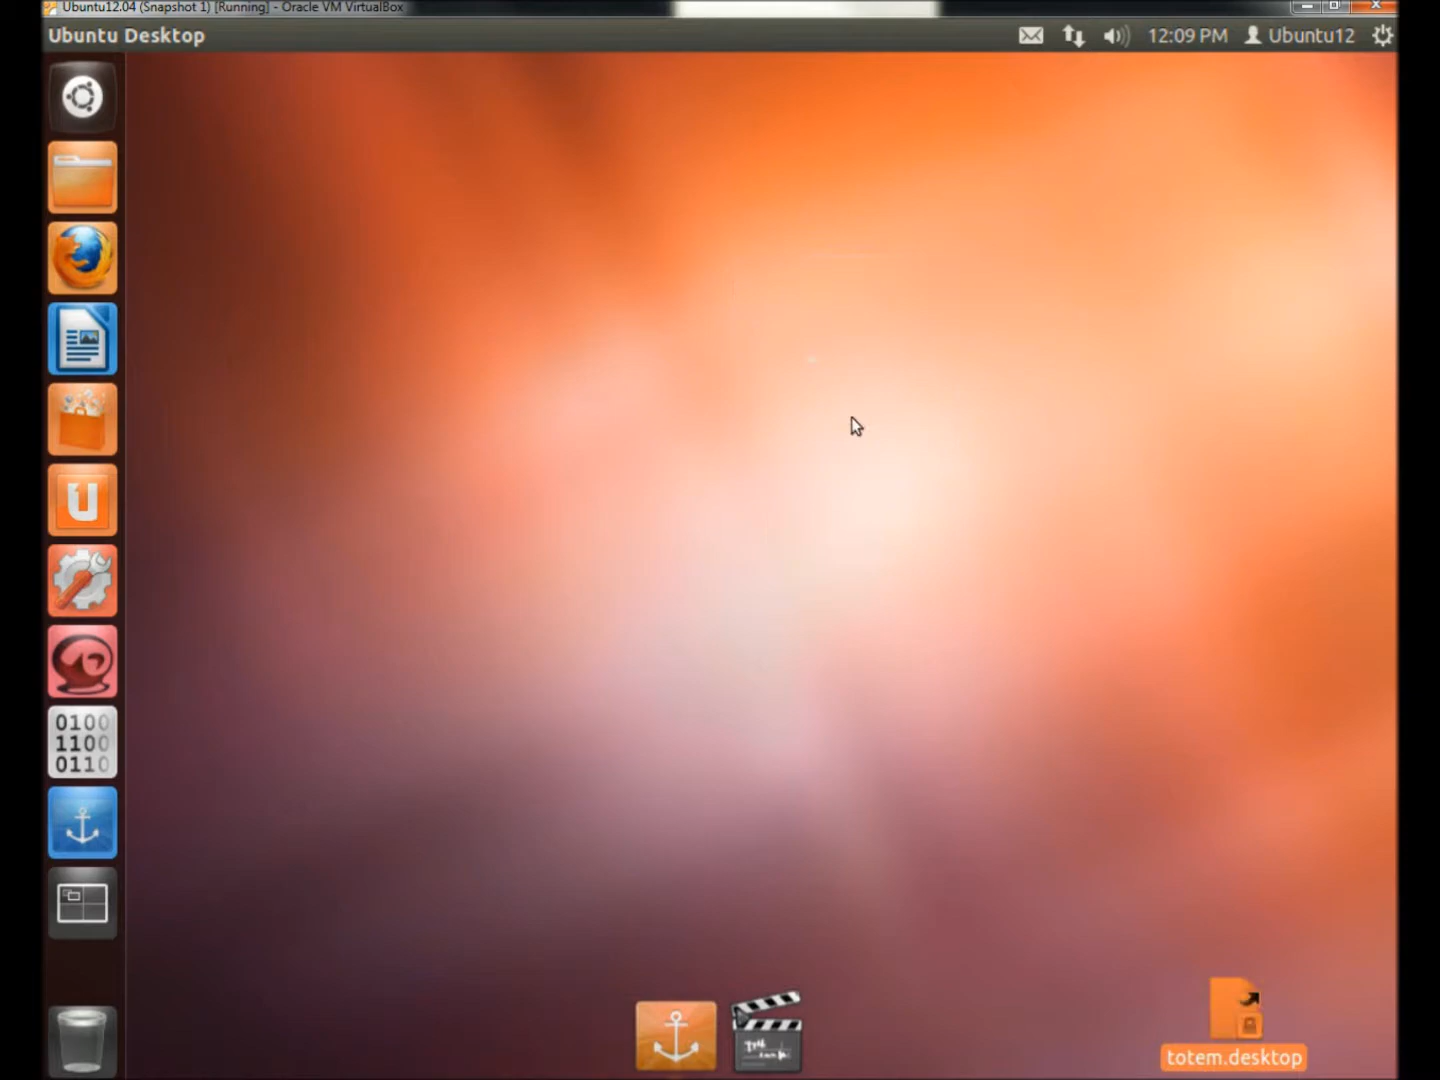 Ubuntu12.04 (Snapshot 1) [Running] - Oracle VM VirtualBox
Ubuntu Desktop
12:09 PM
Ubuntu12
U
0100
1100
0110
totem.desktop